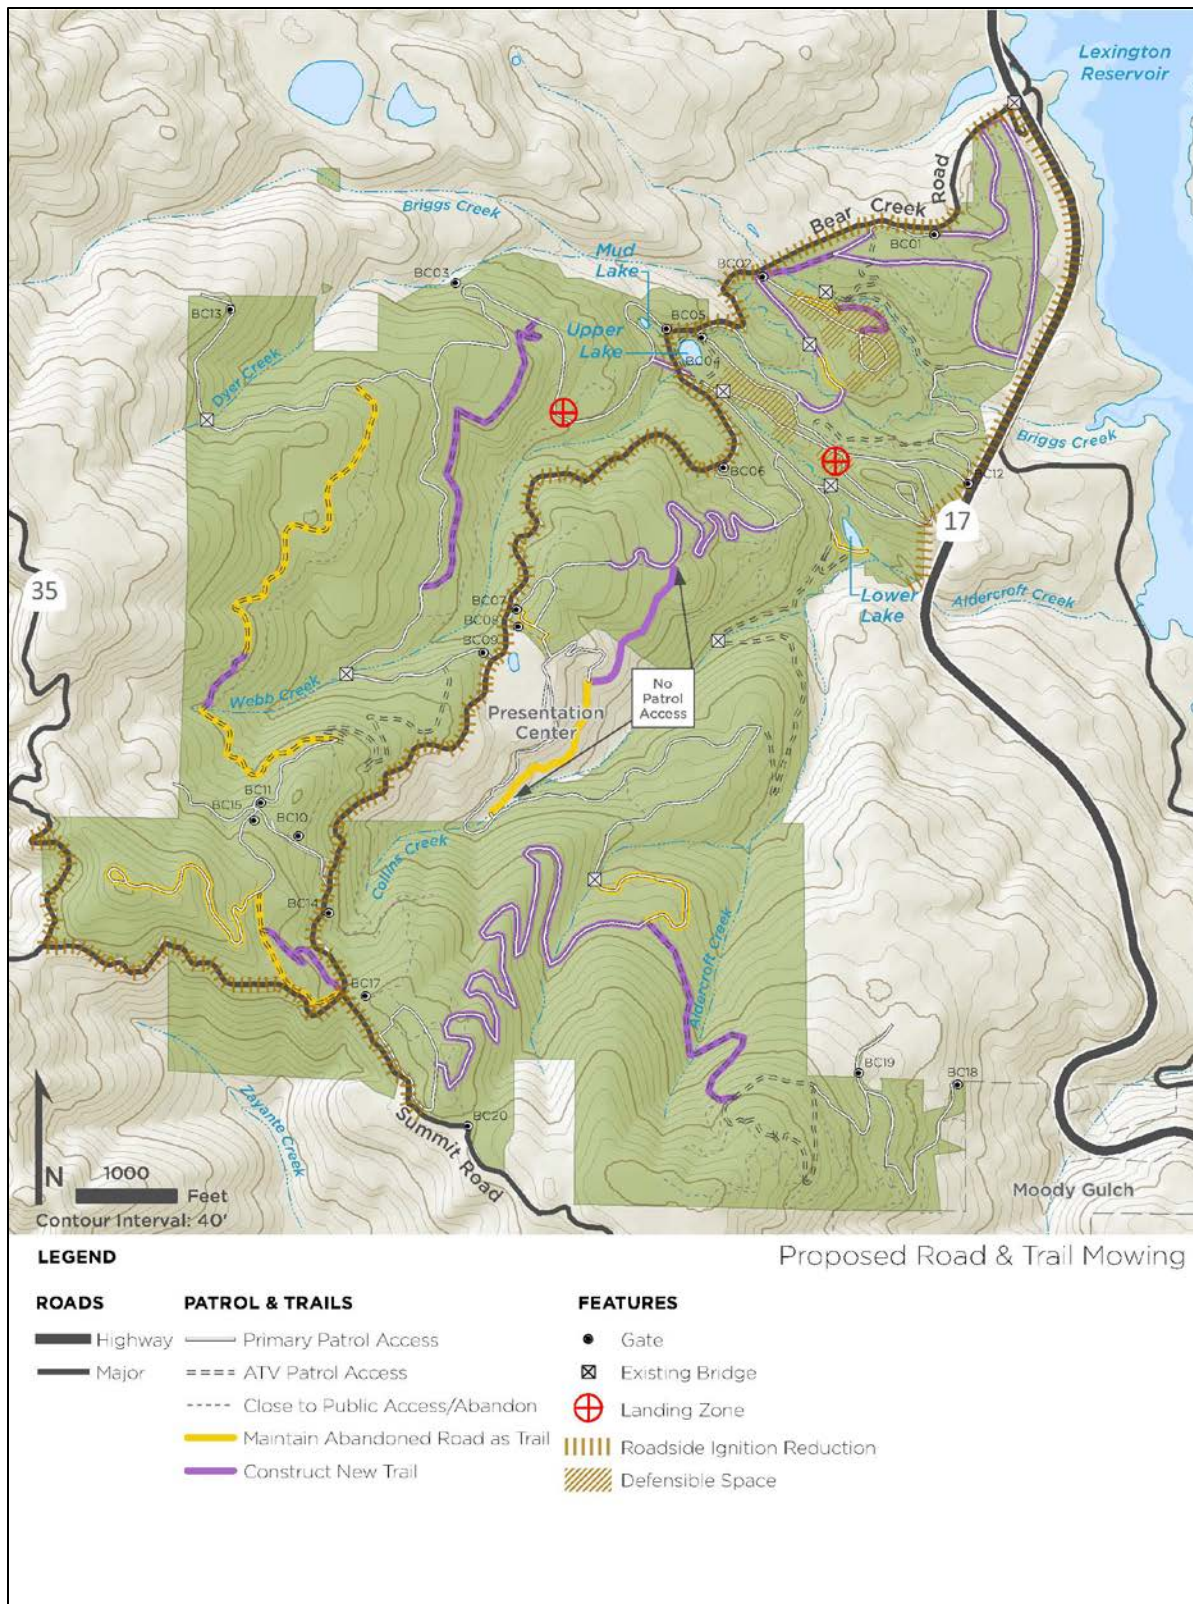 Lexington
Reservoir
Bear Creek Road
Briggs Creek
BC01
Mud
Lake
BC02
BC03
BC13
Upper
Lake
BC05
BC04
Dyer Creek
Briggs Creek
BC06
BC12
17
35
Lower
Lake
Aldercroft Creek
BC07
BC08
BC09
Webb Creek
No
Patrol
Access
Presentation
Center
BC11
BC15
BC10
Collins Creek
BC14
Aldercroft Creek
BC17
BC19
BC18
Zayante Creek
Summit Road
BC20
Moody Gulch
N
1000
Feet
Contour Interval: 40'
LEGEND
Proposed Road & Trail Mowing
ROADS
PATROL & TRAILS
FEATURES
Highway
Primary Patrol Access
Gate
Major
ATV Patrol Access
Existing Bridge
Close to Public Access/Abandon
Landing Zone
Maintain Abandoned Road as Trail
Roadside Ignition Reduction
Construct New Trail
Defensible Space